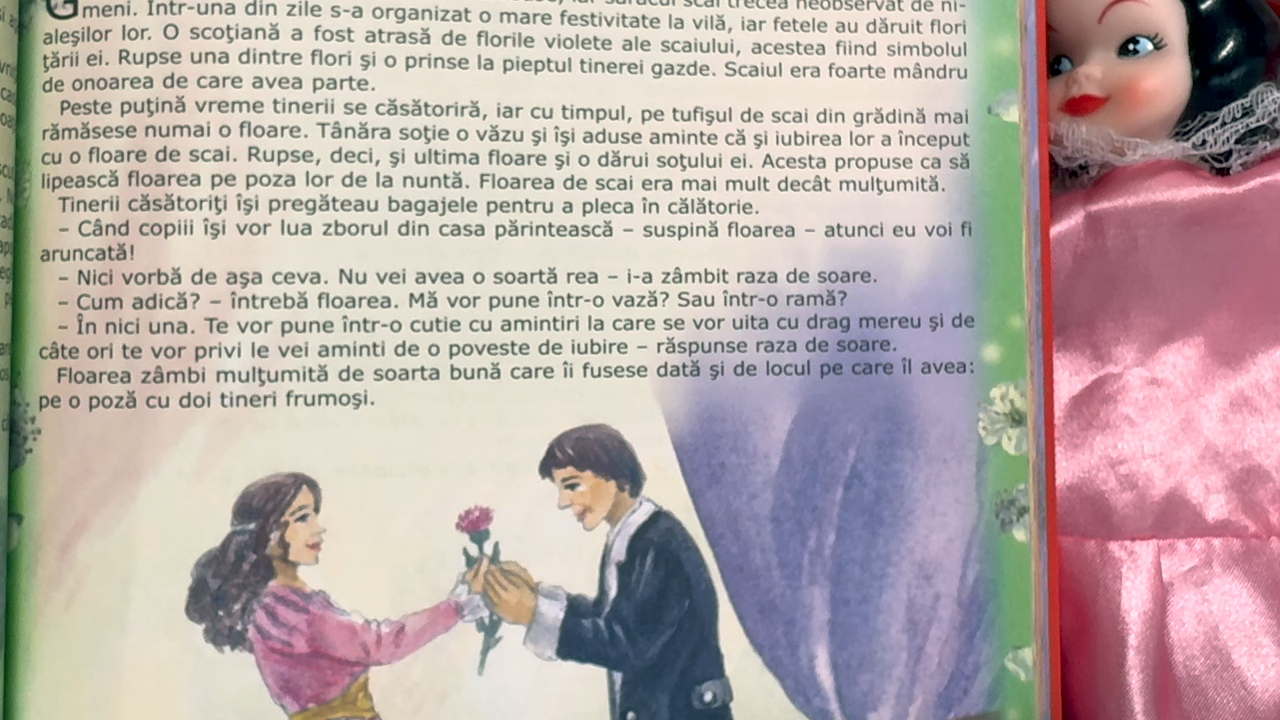 scai trecea neobservat de ni-
Gmeni. Într-una din zile s-a organizat o mare festivitate la vilă, iar fetele au dăruit flori
aleşilor lor. O scoţiană a fost atrasă de florile violete ale scaiului, acestea fiind simbolul
ţării ei. Rupse una dintre flori şi o prinse la pieptul tinerei gazde. Scaiul era foarte mândru
de onoarea de care avea parte.
Peste puţină vreme tinerii se căsătoriră, iar cu timpul, pe tufişul de scai din grădină mai
rămăsese numai o floare. Tânăra soţie o văzu şi îşi aduse aminte că şi iubirea lor a început
cu o floare de scai. Rupse, deci, şi ultima floare şi o dărui soţului ei. Acesta propuse ca să
lipească floarea pe poza lor de la nuntă. Floarea de scai era mai mult decât mulţumită.
Tinerii căsătoriţi îşi pregăteau bagajele pentru a pleca în călătorie.
– Când copiii îşi vor lua zborul din casa părintească – suspină floarea – atunci eu voi fi
aruncată!
– Nici vorbă de aşa ceva. Nu vei avea o soartă rea – i-a zâmbit raza de soare.
– Cum adică? – întrebă floarea. Mă vor pune într-o vază? Sau într-o ramă?
– În nici una. Te vor pune într-o cutie cu amintiri la care se vor uita cu drag mereu şi de
câte ori te vor privi le vei aminti de o poveste de iubire – răspunse raza de soare.
Floarea zâmbi mulţumită de soarta bună care îi fusese dată şi de locul pe care îl avea:
pe o poză cu doi tineri frumoşi.